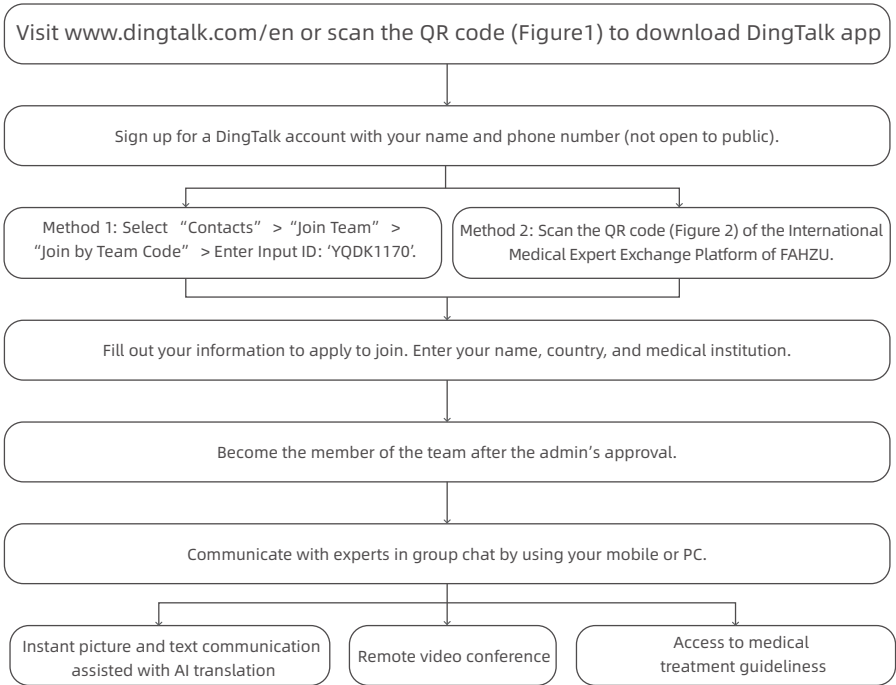 Visit www.dingtalk.com/en or scan the QR code (Figure1) to download DingTalk app
Sign up for a DingTalk account with your name and phone number (not open to public).
Method 1: Select “Contacts” > “Join Team” >
“Join by Team Code” > Enter Input ID: ‘YQDK1170’.
Method 2: Scan the QR code (Figure 2) of the International
Medical Expert Exchange Platform of FAHZU.
Fill out your information to apply to join. Enter your name, country, and medical institution.
Become the member of the team after the admin’s approval.
Communicate with experts in group chat by using your mobile or PC.
Instant picture and text communication
assisted with AI translation
Remote video conference
Access to medical
treatment guideliness